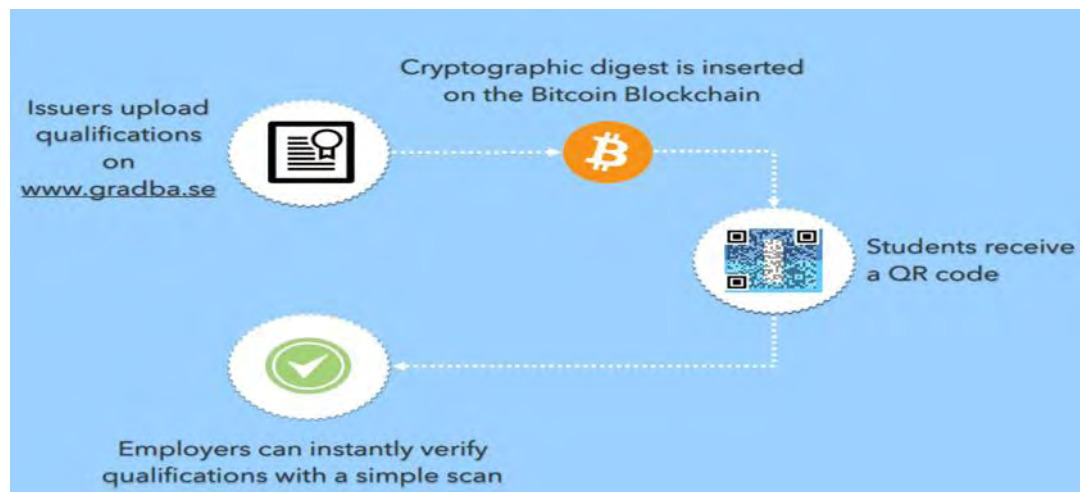 Issuers upload
qualifications
on
www.gradba.se
Cryptographic digest is inserted
on the Bitcoin Blockchain
Students receive
a QR code
Employers can instantly verify
qualifications with a simple scan